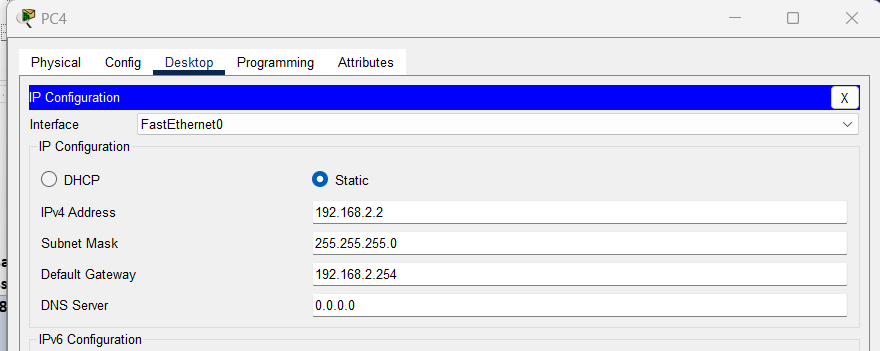 PC4
Physical Config Desktop Programming Attributes
IP Configuration X
Interface FastEthernet0
IP Configuration
DHCP Static
IPv4 Address 192.168.2.2
Subnet Mask 255.255.255.0
Default Gateway 192.168.2.254
DNS Server 0.0.0.0
IPv6 Configuration